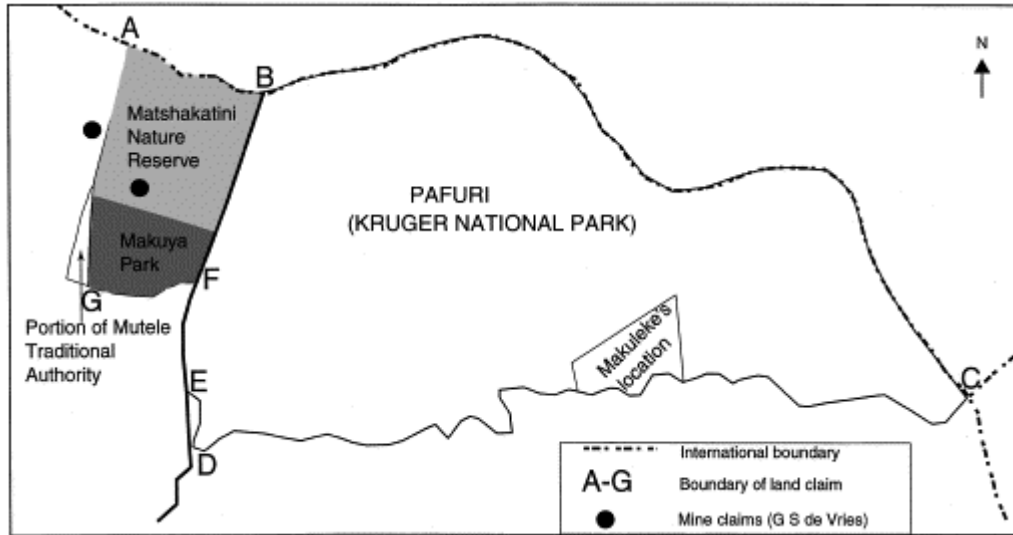 A
B
N
Matshakatini
Nature
Reserve
PAFURI
(KRUGER NATIONAL PARK)
Makuya
Park
F
G
Portion of Mutele
Traditional
Authority
Makuleke's
location
E
C
D
International boundary
A-G Boundary of land claim
Mine claims (G S de Vries)